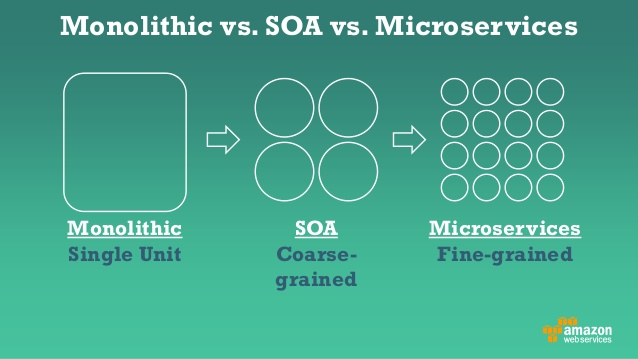 Monolithic vs. SOA vs. Microservices
Monolithic
Single Unit
SOA
Coarse-
grained
Microservices
Fine-grained
amazon
webservices